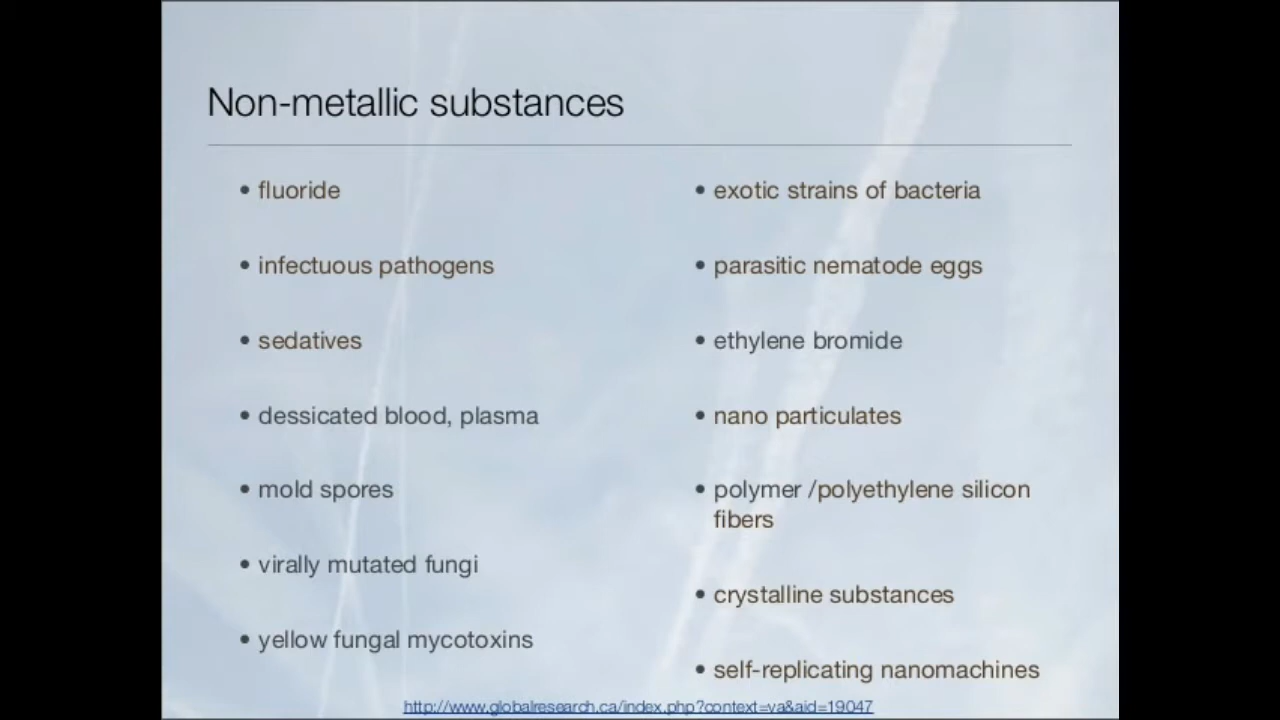 Non-metallic substances
• fluoride
• infectuous pathogens
• sedatives
• dessicated blood, plasma
• mold spores
• virally mutated fungi
• yellow fungal mycotoxins
• exotic strains of bacteria
• parasitic nematode eggs
• ethylene bromide
• nano particulates
• polymer /polyethylene silicon
fibers
• crystalline substances
• self-replicating nanomachines
http://www.globalresearch.ca/index.php?context=va&aid=19047